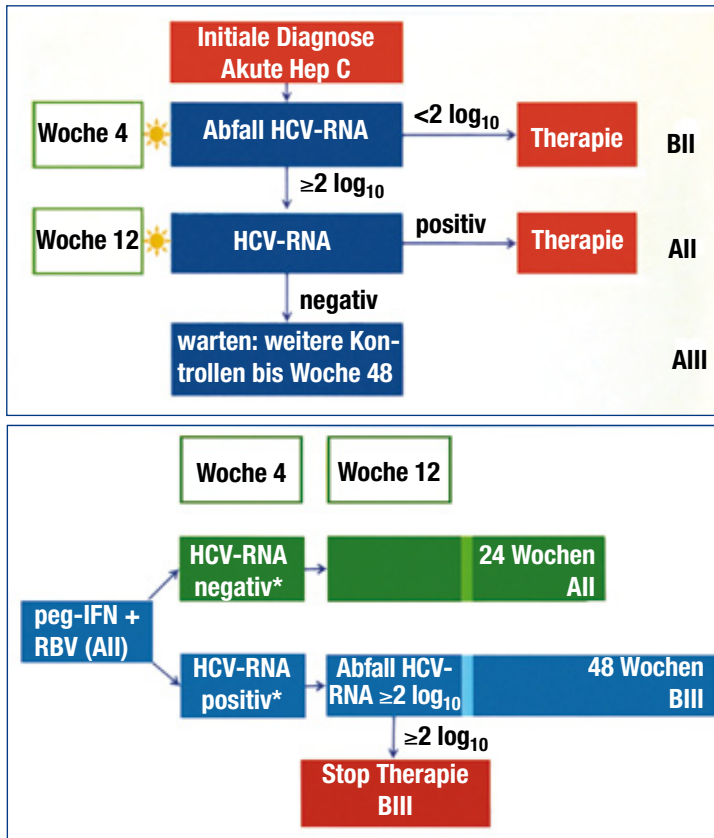 Initiale Diagnose
Akute Hep C
Woche 4
Abfall HCV-RNA
<2 log₁₀
Therapie
BII
≥2 log₁₀
Woche 12
HCV-RNA
positiv
Therapie
AII
negativ
warten: weitere Kon-
trollen bis Woche 48
AIII
Woche 4
Woche 12
HCV-RNA
negativ*
24 Wochen
AII
peg-IFN +
RBV (AII)
HCV-RNA
positiv*
Abfall HCV-
RNA ≥2 log₁₀
48 Wochen
BIII
≥2 log₁₀
Stop Therapie
BIII